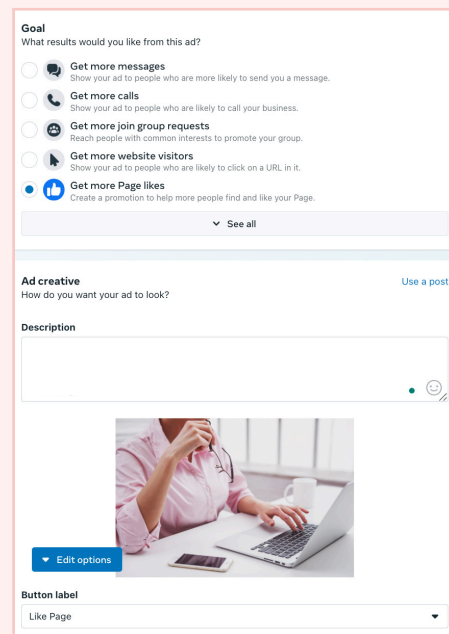 Goal
What results would you like from this ad?
Get more messages
Show your ad to people who are more likely to send you a message.
Get more calls
Show your ad to people who are likely to call your business.
Get more join group requests
Reach people with common interests to promote your group.
Get more website visitors
Show your ad to people who are likely to click on a URL in it.
Get more Page likes
Create a promotion to help more people find and like your Page.
See all
Ad creative
Use a post
How do you want your ad to look?
Description
Edit options
Button label
Like Page